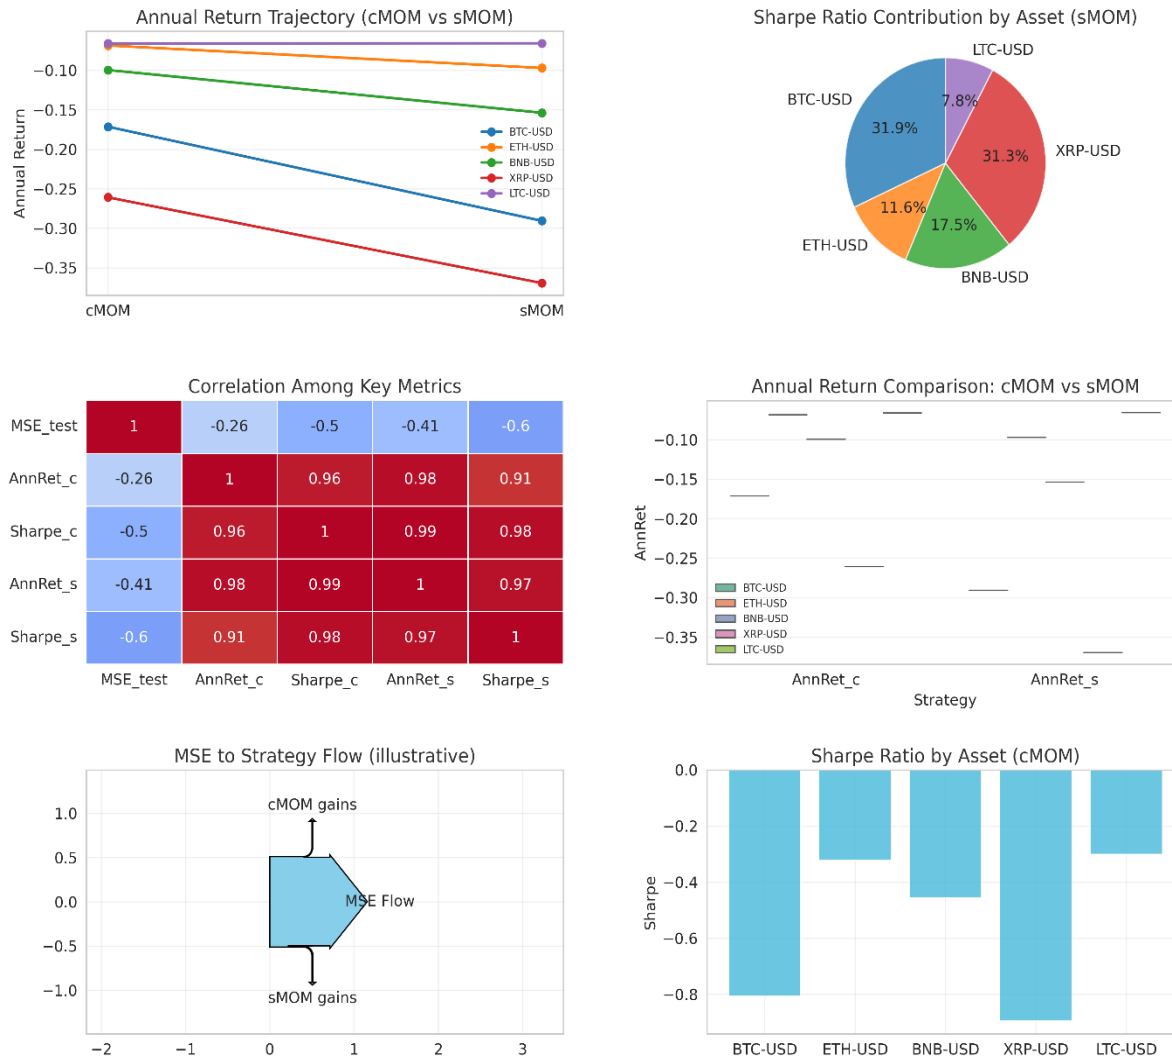 Annual Return Trajectory (cMOM vs sMOM)
Annual Return
−0.10
−0.15
−0.20
−0.25
−0.30
−0.35
BTC-USD
ETH-USD
BNB-USD
XRP-USD
LTC-USD
cMOM
sMOM
Sharpe Ratio Contribution by Asset (sMOM)
LTC-USD
7.8%
BTC-USD
31.9%
XRP-USD
31.3%
11.6%
17.5%
ETH-USD
BNB-USD
Correlation Among Key Metrics
MSE_test 1 -0.26 -0.5 -0.41 -0.6
AnnRet_c -0.26 1 0.96 0.98 0.91
Sharpe_c -0.5 0.96 1 0.99 0.98
AnnRet_s -0.41 0.98 0.99 1 0.97
Sharpe_s -0.6 0.91 0.98 0.97 1
MSE_test AnnRet_c Sharpe_c AnnRet_s Sharpe_s
Annual Return Comparison: cMOM vs sMOM
AnnRet
−0.10
−0.15
−0.20
−0.25
−0.30
−0.35
BTC-USD
ETH-USD
BNB-USD
XRP-USD
LTC-USD
AnnRet_c AnnRet_s
Strategy
MSE to Strategy Flow (illustrative)
1.0
0.5
0.0
−0.5
−1.0
cMOM gains
MSE Flow
sMOM gains
−2 −1 0 1 2 3
Sharpe Ratio by Asset (cMOM)
Sharpe
0.0
−0.2
−0.4
−0.6
−0.8
BTC-USD ETH-USD BNB-USD XRP-USD LTC-USD